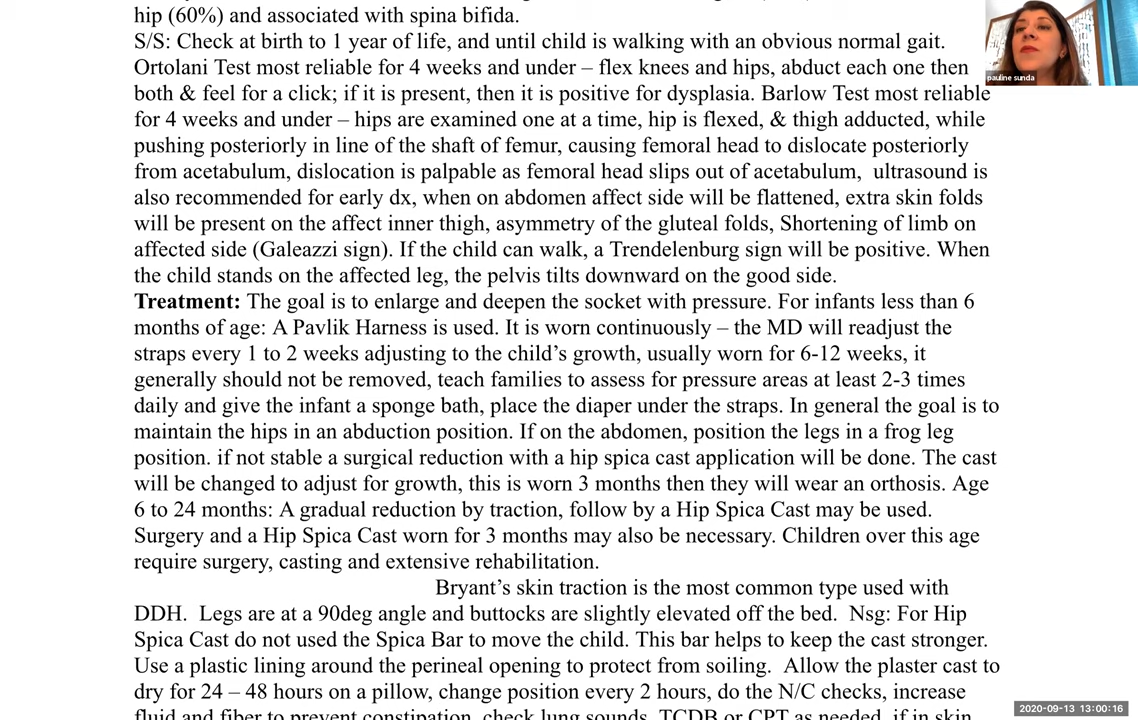 hip (60%) and associated with spina bifida.
S/S: Check at birth to 1 year of life, and until child is walking with an obvious normal gait.
Ortolani Test most reliable for 4 weeks and under – flex knees and hips, abduct each one then
both & feel for a click; if it is present, then it is positive for dysplasia. Barlow Test most reliable
for 4 weeks and under – hips are examined one at a time, hip is flexed, & thigh adducted, while
pushing posteriorly in line of the shaft of femur, causing femoral head to dislocate posteriorly
from acetabulum, dislocation is palpable as femoral head slips out of acetabulum,  ultrasound is
also recommended for early dx, when on abdomen affect side will be flattened, extra skin folds
will be present on the affect inner thigh, asymmetry of the gluteal folds, Shortening of limb on
affected side (Galeazzi sign). If the child can walk, a Trendelenburg sign will be positive. When
the child stands on the affected leg, the pelvis tilts downward on the good side.
Treatment: The goal is to enlarge and deepen the socket with pressure. For infants less than 6
months of age: A Pavlik Harness is used. It is worn continuously – the MD will readjust the
straps every 1 to 2 weeks adjusting to the child’s growth, usually worn for 6-12 weeks, it
generally should not be removed, teach families to assess for pressure areas at least 2-3 times
daily and give the infant a sponge bath, place the diaper under the straps. In general the goal is to
maintain the hips in an abduction position. If on the abdomen, position the legs in a frog leg
position. if not stable a surgical reduction with a hip spica cast application will be done. The cast
will be changed to adjust for growth, this is worn 3 months then they will wear an orthosis. Age
6 to 24 months: A gradual reduction by traction, follow by a Hip Spica Cast may be used.
Surgery and a Hip Spica Cast worn for 3 months may also be necessary. Children over this age
require surgery, casting and extensive rehabilitation.
Bryant’s skin traction is the most common type used with
DDH.  Legs are at a 90deg angle and buttocks are slightly elevated off the bed.  Nsg: For Hip
Spica Cast do not used the Spica Bar to move the child. This bar helps to keep the cast stronger.
Use a plastic lining around the perineal opening to protect from soiling.  Allow the plaster cast to
dry for 24 – 48 hours on a pillow, change position every 2 hours, do the N/C checks, increase
fluid and fiber to prevent constipation, check lung sounds, TCDB or CPT as needed, if in skin
pauline sunda
2020-09-13 13:00:16